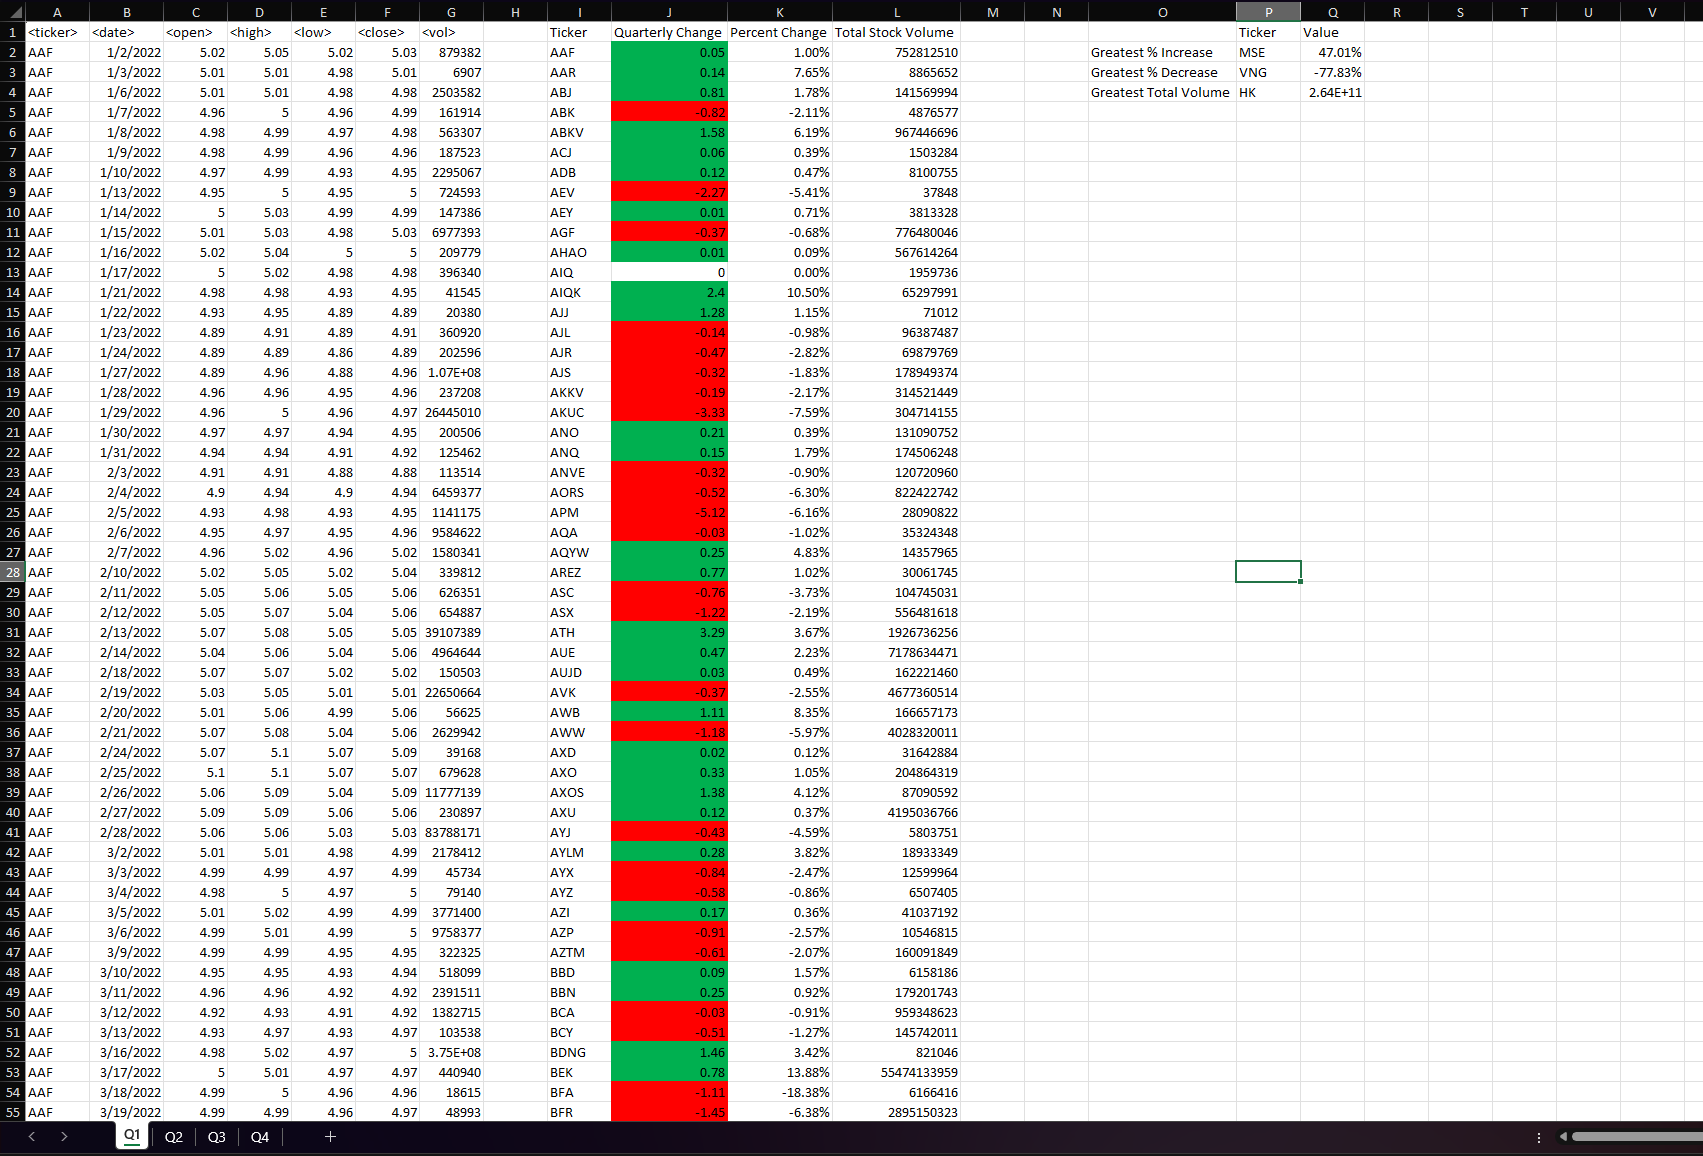 A B C D E F G H I J K L M N O P Q R S T U V
1 <ticker> <date> <open> <high> <low> <close> <vol> Ticker Quarterly Change Percent Change Total Stock Volume Ticker Value
2 AAF 1/2/2022 5.02 5.05 5.02 5.03 879382 AAF 0.05 1.00% 752812510 Greatest % Increase MSE 47.01%
3 AAF 1/3/2022 5.01 5.01 4.98 5.01 6907 AAR 0.14 7.65% 8865652 Greatest % Decrease VNG -77.83%
4 AAF 1/6/2022 5.01 5.01 4.98 4.98 2503582 ABJ 0.81 1.78% 141569994 Greatest Total Volume HK 2.64E+11
5 AAF 1/7/2022 4.96 5 4.96 4.99 161914 ABK -0.82 -2.11% 4876577
6 AAF 1/8/2022 4.98 4.99 4.97 4.98 563307 ABKV 1.58 6.19% 967446696
7 AAF 1/9/2022 4.98 4.99 4.96 4.96 187523 ACJ 0.06 0.39% 1503284
8 AAF 1/10/2022 4.97 4.99 4.93 4.95 2295067 ADB 0.12 0.47% 8100755
9 AAF 1/13/2022 4.95 5 4.95 5 724593 AEV -2.27 -5.41% 37848
10 AAF 1/14/2022 5 5.03 4.99 4.99 147386 AEY 0.01 0.71% 3813328
11 AAF 1/15/2022 5.01 5.03 4.98 5.03 6977393 AGF -0.37 -0.68% 776480046
12 AAF 1/16/2022 5.02 5.04 5 5 209779 AHAO 0.01 0.09% 567614264
13 AAF 1/17/2022 5 5.02 4.98 4.98 396340 AIQ 0 0.00% 1959736
14 AAF 1/21/2022 4.98 4.98 4.93 4.95 41545 AIQK 2.4 10.50% 65297991
15 AAF 1/22/2022 4.93 4.95 4.89 4.89 20380 AJJ 1.28 1.15% 71012
16 AAF 1/23/2022 4.89 4.91 4.89 4.91 360920 AJL -0.14 -0.98% 96387487
17 AAF 1/24/2022 4.89 4.89 4.86 4.89 202596 AJR -0.47 -2.82% 69879769
18 AAF 1/27/2022 4.89 4.96 4.88 4.96 1.07E+08 AJS -0.32 -1.83% 178949374
19 AAF 1/28/2022 4.96 4.96 4.95 4.96 237208 AKKV -0.19 -2.17% 314521449
20 AAF 1/29/2022 4.96 5 4.96 4.97 26445010 AKUC -3.33 -7.59% 304714155
21 AAF 1/30/2022 4.97 4.97 4.94 4.95 200506 ANO 0.21 0.39% 131090752
22 AAF 1/31/2022 4.94 4.94 4.91 4.92 125462 ANQ 0.15 1.79% 174506248
23 AAF 2/3/2022 4.91 4.91 4.88 4.88 113514 ANVE -0.32 -0.90% 120720960
24 AAF 2/4/2022 4.9 4.94 4.9 4.94 6459377 AORS -0.52 -6.30% 822422742
25 AAF 2/5/2022 4.93 4.98 4.93 4.95 1141175 APM -5.12 -6.16% 28090822
26 AAF 2/6/2022 4.95 4.97 4.95 4.96 9584622 AQA -0.03 -1.02% 35324348
27 AAF 2/7/2022 4.96 5.02 4.96 5.02 1580341 AQYW 0.25 4.83% 14357965
28 AAF 2/10/2022 5.02 5.05 5.02 5.04 339812 AREZ 0.77 1.02% 30061745
29 AAF 2/11/2022 5.05 5.06 5.05 5.06 626351 ASC -0.76 -3.73% 104745031
30 AAF 2/12/2022 5.05 5.07 5.04 5.06 654887 ASX -1.22 -2.19% 556481618
31 AAF 2/13/2022 5.07 5.08 5.05 5.05 39107389 ATH 3.29 3.67% 1926736256
32 AAF 2/14/2022 5.04 5.06 5.04 5.06 4964644 AUE 0.47 2.23% 7178634471
33 AAF 2/18/2022 5.07 5.07 5.02 5.02 150503 AUJD 0.03 0.49% 162221460
34 AAF 2/19/2022 5.03 5.05 5.01 5.01 22650664 AVK -0.37 -2.55% 4677360514
35 AAF 2/20/2022 5.01 5.06 4.99 5.06 56625 AWB 1.11 8.35% 166657173
36 AAF 2/21/2022 5.07 5.08 5.04 5.06 2629942 AWW -1.18 -5.97% 4028320011
37 AAF 2/24/2022 5.07 5.1 5.07 5.09 39168 AXD 0.02 0.12% 31642884
38 AAF 2/25/2022 5.1 5.1 5.07 5.07 679628 AXO 0.33 1.05% 204864319
39 AAF 2/26/2022 5.06 5.09 5.04 5.09 11777139 AXOS 1.38 4.12% 87090592
40 AAF 2/27/2022 5.09 5.09 5.06 5.06 230897 AXU 0.12 0.37% 4195036766
41 AAF 2/28/2022 5.06 5.06 5.03 5.03 83788171 AYJ -0.43 -4.59% 5803751
42 AAF 3/2/2022 5.01 5.01 4.98 4.99 2178412 AYLM 0.28 3.82% 18933349
43 AAF 3/3/2022 4.99 4.99 4.97 4.99 45734 AYX -0.84 -2.47% 12599964
44 AAF 3/4/2022 4.98 5 4.97 5 79140 AYZ -0.58 -0.86% 6507405
45 AAF 3/5/2022 5.01 5.02 4.99 4.99 3771400 AZI 0.17 0.36% 41037192
46 AAF 3/6/2022 4.99 5.01 4.99 5 9758377 AZP -0.91 -2.57% 10546815
47 AAF 3/9/2022 4.99 4.99 4.95 4.95 322325 AZTM -0.61 -2.07% 160091849
48 AAF 3/10/2022 4.95 4.95 4.93 4.94 518099 BBD 0.09 1.57% 6158186
49 AAF 3/11/2022 4.96 4.96 4.92 4.92 2391511 BBN 0.25 0.92% 179201743
50 AAF 3/12/2022 4.92 4.93 4.91 4.92 1382715 BCA -0.03 -0.91% 959348623
51 AAF 3/13/2022 4.93 4.97 4.93 4.97 103538 BCY -0.51 -1.27% 145742011
52 AAF 3/16/2022 4.98 5.02 4.97 5 3.75E+08 BDNG 1.46 3.42% 821046
53 AAF 3/17/2022 5 5.01 4.97 4.97 440940 BEK 0.78 13.88% 55474133959
54 AAF 3/18/2022 4.99 5 4.96 4.96 18615 BFA -1.11 -18.38% 6166416
55 AAF 3/19/2022 4.99 4.99 4.96 4.97 48993 BFR -1.45 -6.38% 2895150323
Q1 Q2 Q3 Q4